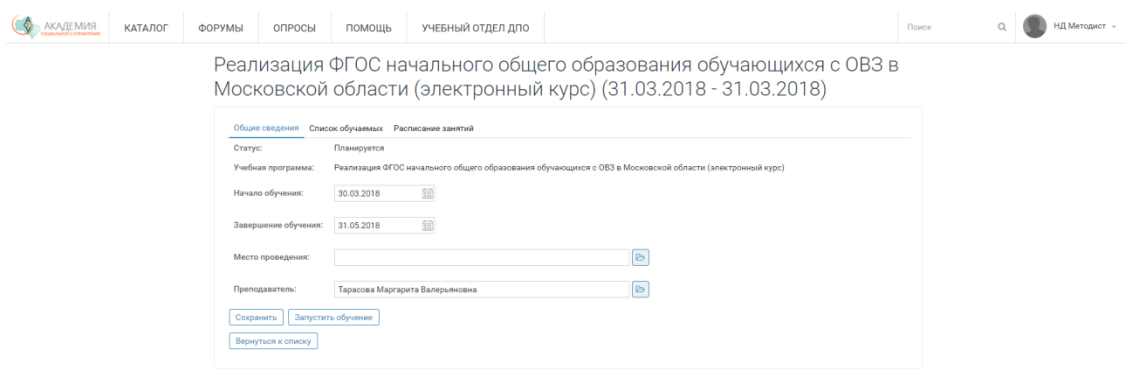 АКАДЕМИЯ
СОЦИАЛЬНОГО УПРАВЛЕНИЯ
КАТАЛОГ
ФОРУМЫ
ОПРОСЫ
ПОМОЩЬ
УЧЕБНЫЙ ОТДЕЛ ДПО
Поиск
НД Методист
Реализация ФГОС начального общего образования обучающихся с ОВЗ в
Московской области (электронный курс) (31.03.2018 - 31.03.2018)
Общие сведения Список обучаемых Расписание занятий
Статус: Планируется
Учебная программа: Реализация ФГОС начального общего образования обучающихся с ОВЗ в Московской области (электронный курс)
Начало обучения: 30.03.2018
Завершение обучения: 31.05.2018
Место проведения:
Преподаватель: Тарасова Маргарита Валерьяновна
Сохранить Запустить обучение
Вернуться к списку